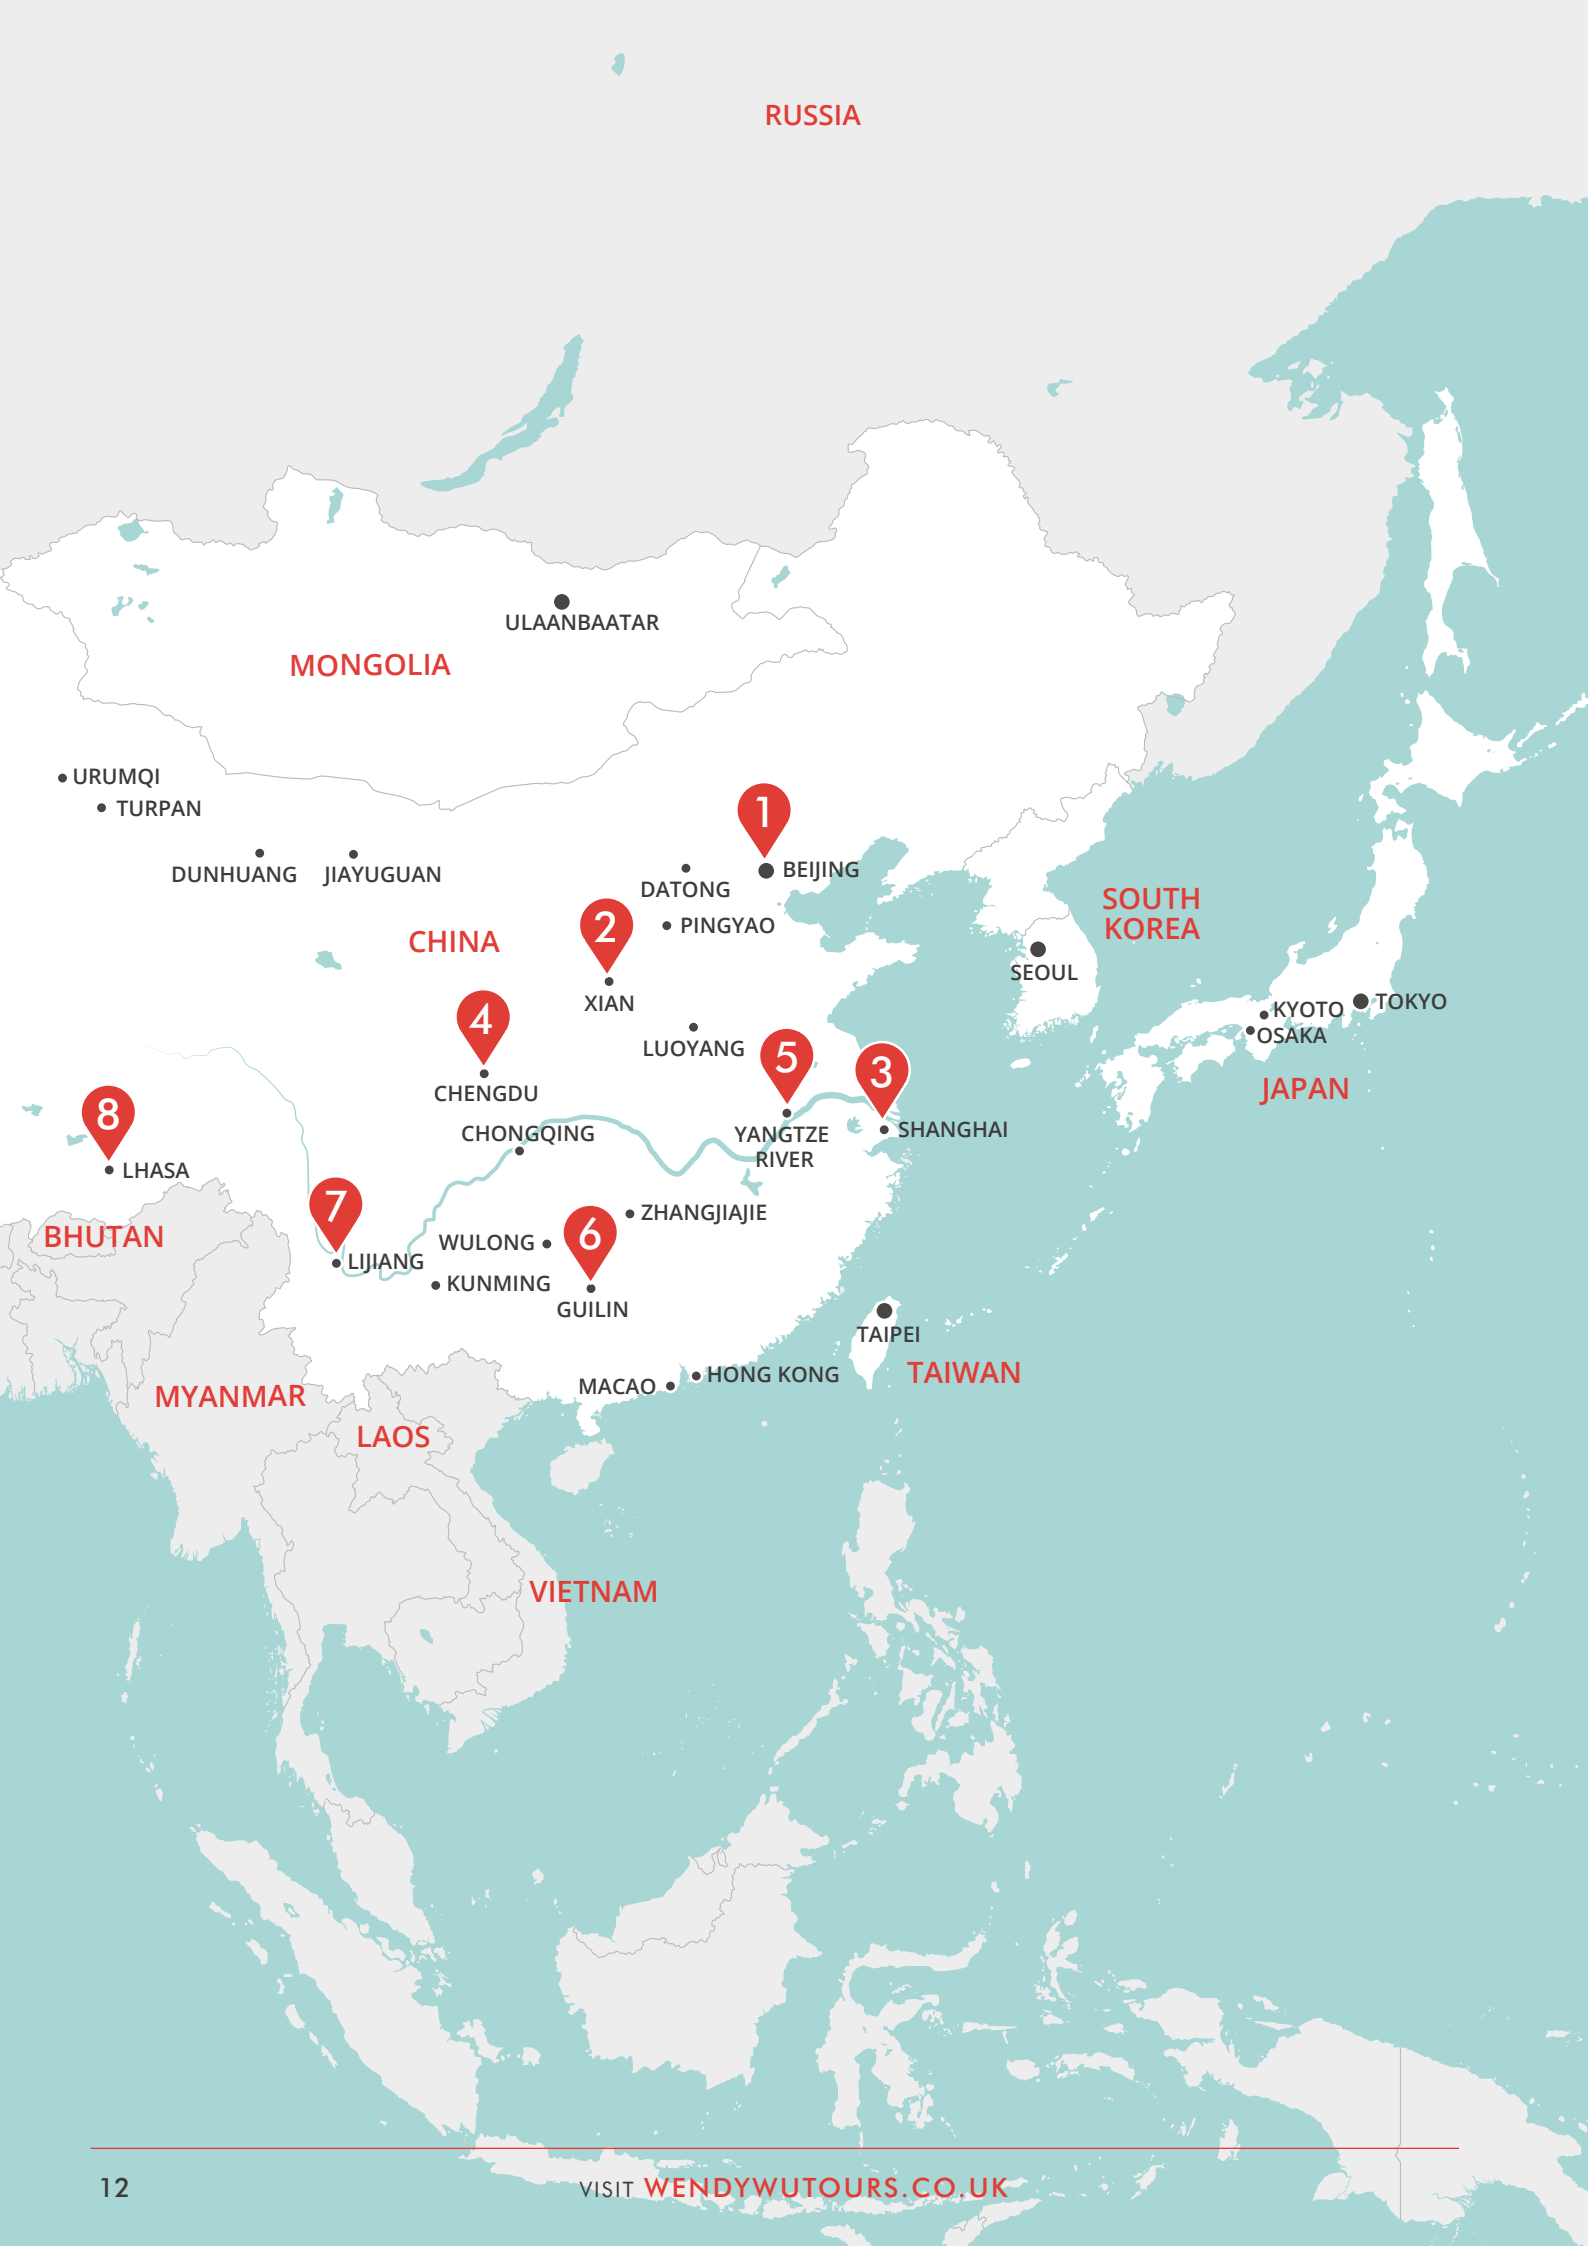 RUSSIA
ULAANBAATAR
MONGOLIA
URUMQI
TURPAN
1
DUNHUANG
JIAYUGUAN
DATONG
BEIJING
SOUTH
KOREA
2
PINGYAO
CHINA
SEOUL
XIAN
KYOTO
TOKYO
OSAKA
4
LUOYANG
5
3
JAPAN
CHENGDU
8
CHONGQING
YANGTZE
RIVER
SHANGHAI
LHASA
7
ZHANGJIAJIE
BHUTAN
WULONG
6
LIJIANG
KUNMING
GUILIN
TAIPEI
TAIWAN
HONG KONG
MACAO
MYANMAR
LAOS
VIETNAM
12
VISIT WENDYWUTOURS.CO.UK